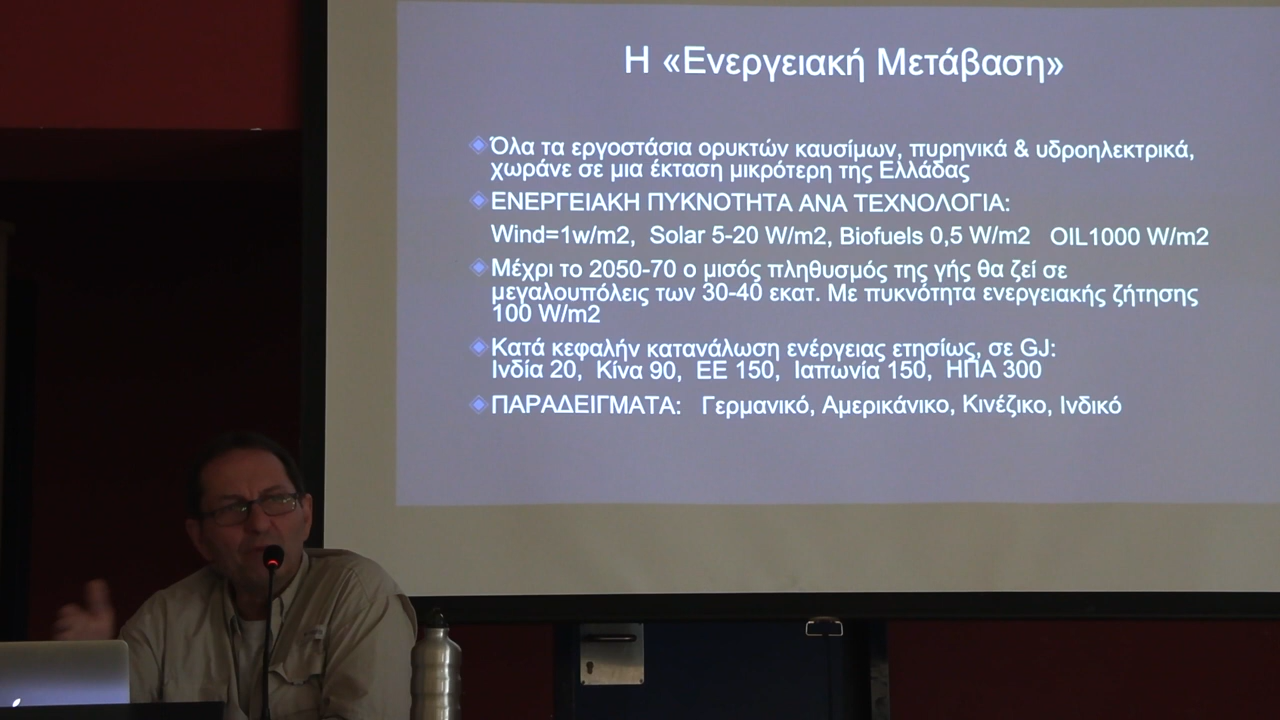 Η «Ενεργειακή Μετάβαση»
Όλα τα εργοστάσια ορυκτών καυσίμων, πυρηνικά & υδροηλεκτρικά,
χωράνε σε μια έκταση μικρότερη της Ελλάδας
ΕΝΕΡΓΕΙΑΚΗ ΠΥΚΝΟΤΗΤΑ ΑΝΑ ΤΕΧΝΟΛΟΓΙΑ:
Wind=1w/m2, Solar 5-20 W/m2, Biofuels 0,5 W/m2 OIL1000 W/m2
Μέχρι το 2050-70 ο μισός πληθυσμός της γής θα ζεί σε
μεγαλουπόλεις των 30-40 εκατ. Με πυκνότητα ενεργειακής ζήτησης
100 W/m2
Κατά κεφαλήν κατανάλωση ενέργειας ετησίως, σε GJ:
Ινδία 20, Κίνα 90, ΕΕ 150, Ιαπωνία 150, ΗΠΑ 300
ΠΑΡΑΔΕΙΓΜΑΤΑ: Γερμανικό, Αμερικάνικο, Κινέζικο, Ινδικό